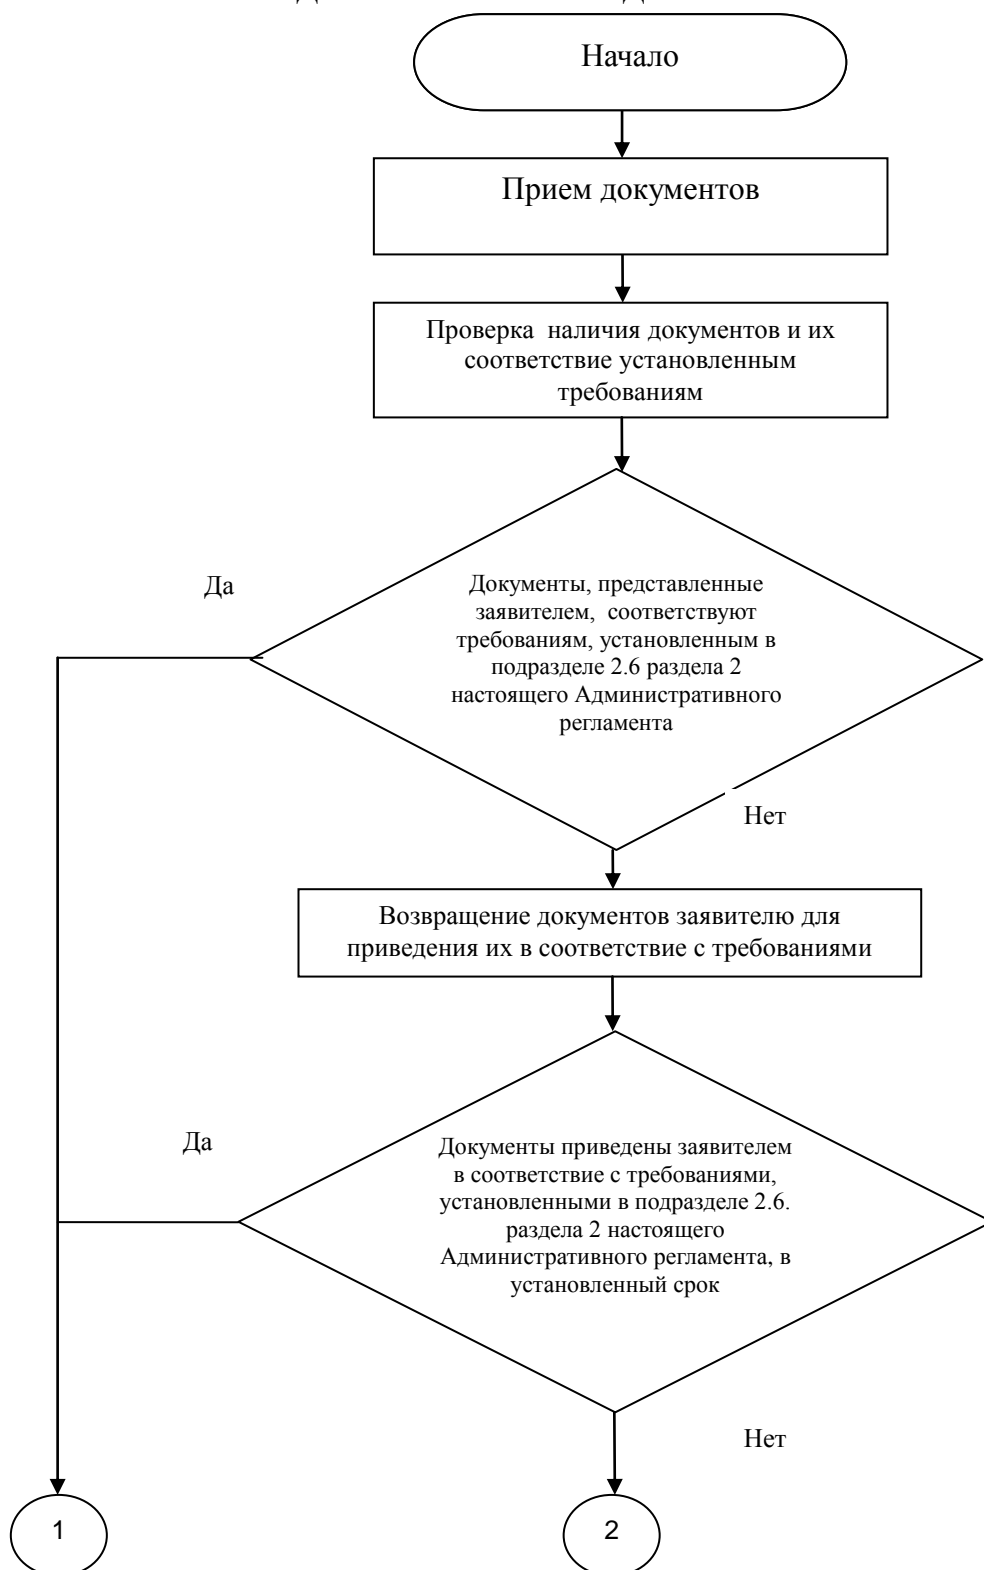 Начало
Прием документов
Проверка наличия документов и их
соответствие установленным
требованиям
Да
Документы, представленные
заявителем, соответствуют
требованиям, установленным в
подразделе 2.6 раздела 2
настоящего Административного
регламента
Нет
Возвращение документов заявителю для
приведения их в соответствие с требованиями
Да
Документы приведены заявителем
в соответствие с требованиями,
установленными в подразделе 2.6.
раздела 2 настоящего
Административного регламента, в
установленный срок
Нет
1
2